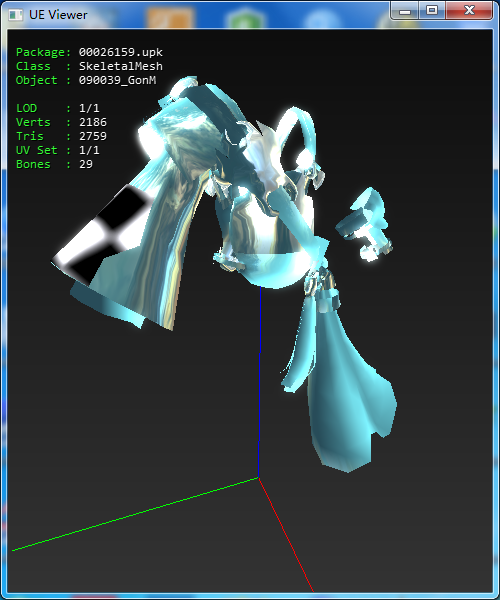 UE Viewer
Package: 00026159.upk
Class : SkeletalMesh
Object : 090039_GonM
LOD : 1/1
Verts : 2186
Tris : 2759
UV Set : 1/1
Bones : 29